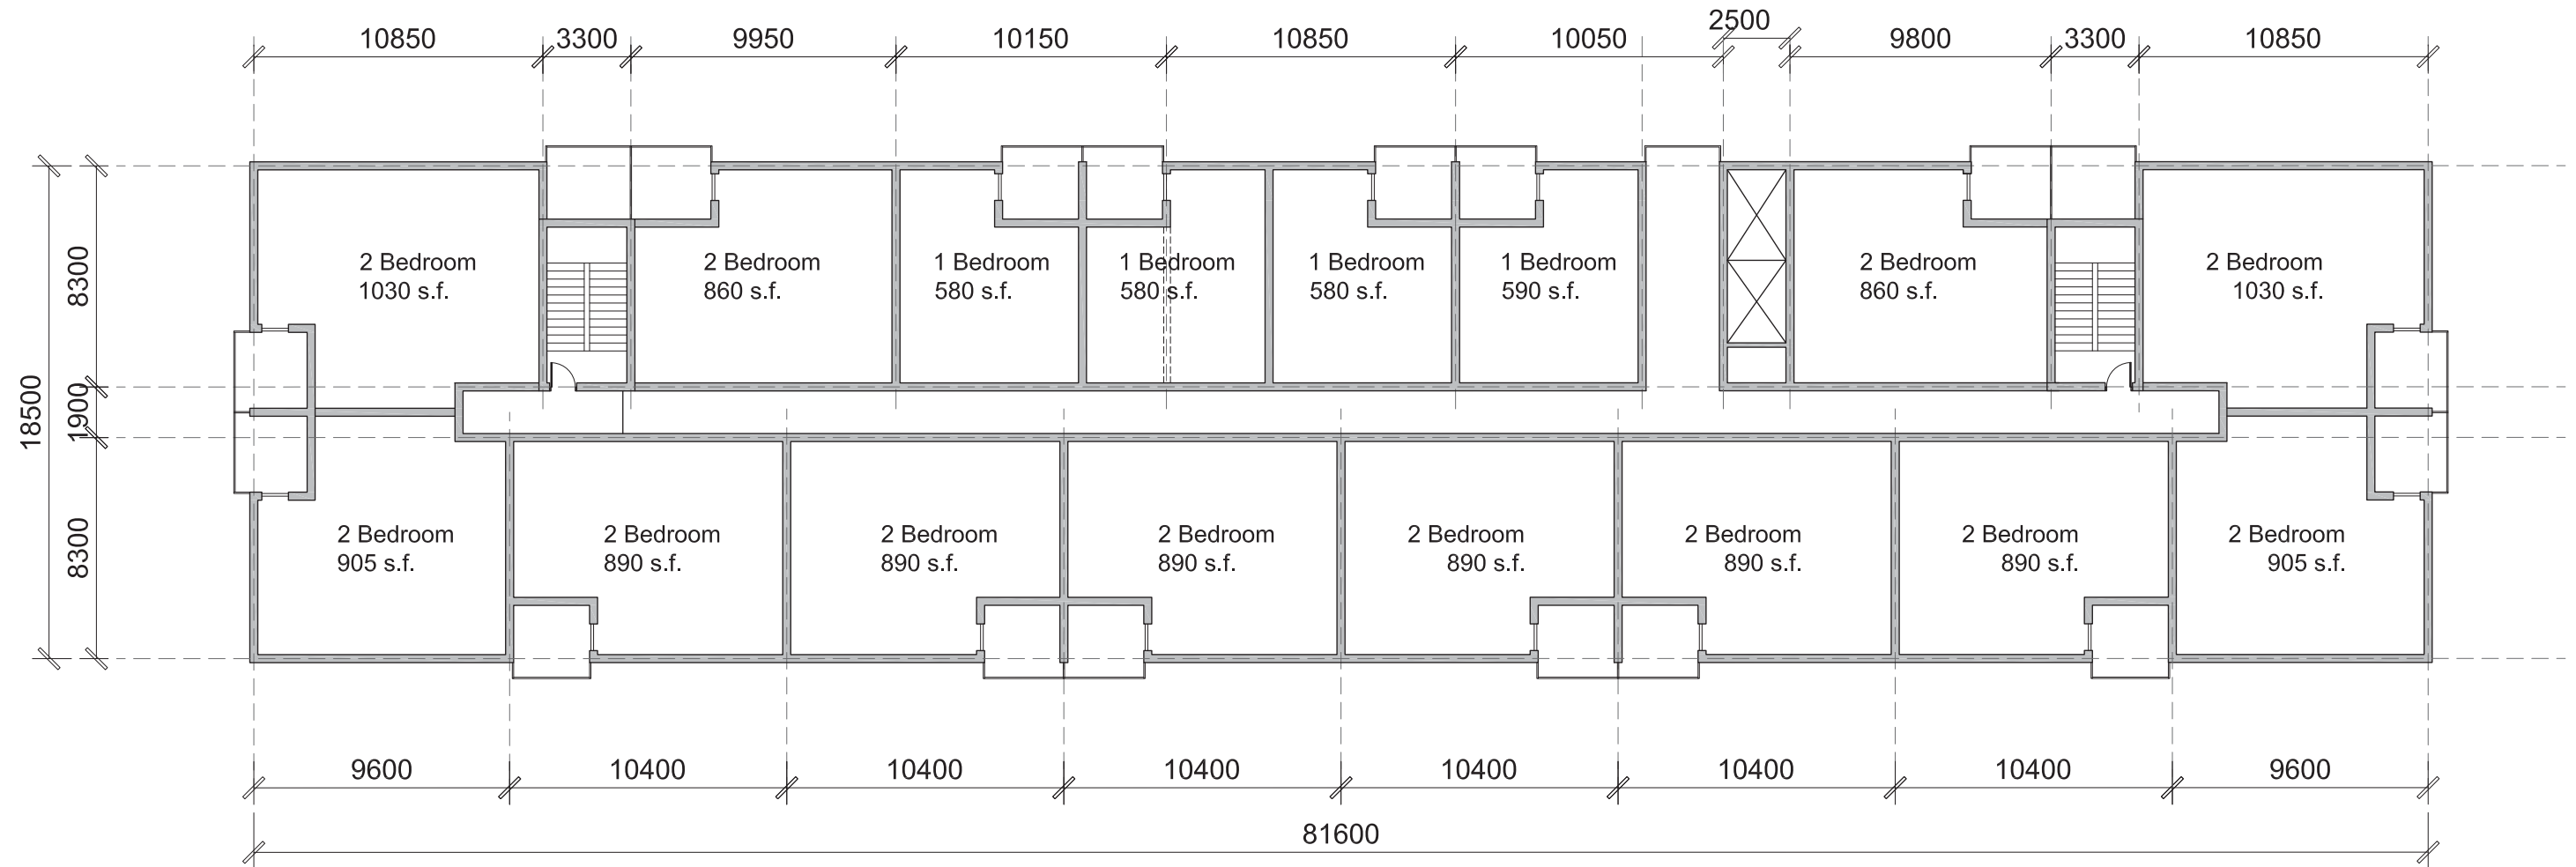 2500
10850
3300
9950
10150
10850
10050
9800
3300
10850
2 Bedroom
1030 s.f.
2 Bedroom
860 s.f.
1 Bedroom
580 s.f.
1 Bedroom
580 s.f.
1 Bedroom
580 s.f.
1 Bedroom
590 s.f.
2 Bedroom
860 s.f.
2 Bedroom
1030 s.f.
8300
1900
18500
8300
2 Bedroom
905 s.f.
2 Bedroom
890 s.f.
2 Bedroom
890 s.f.
2 Bedroom
890 s.f.
2 Bedroom
890 s.f.
2 Bedroom
890 s.f.
2 Bedroom
890 s.f.
2 Bedroom
905 s.f.
9600
10400
10400
10400
10400
10400
10400
9600
81600